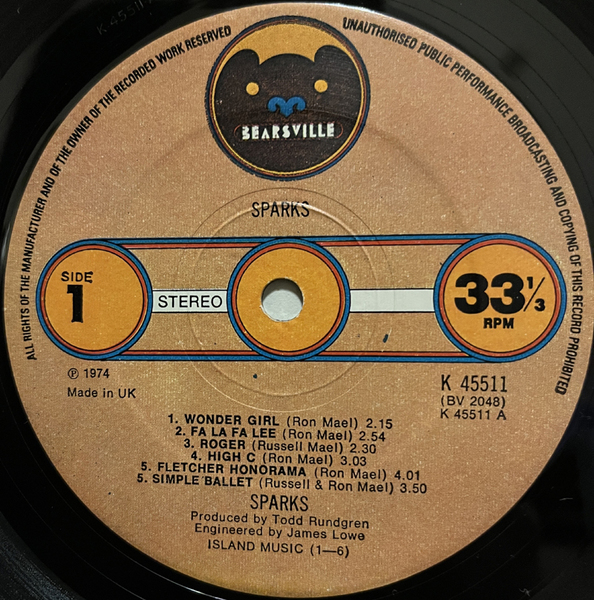 K 45511
ALL RIGHTS OF THE MANUFACTURER AND OF THE OWNER OF THE RECORDED WORK RESERVED
UNAUTHORISED PUBLIC PERFORMANCE BROADCASTING AND COPYING OF THIS RECORD PROHIBITED
BEARSVILLE
SPARKS
SIDE
1
STEREO
33 1/3
RPM
℗ 1974
Made in UK
K 45511
(BV 2048)
K 45511 A
1. WONDER GIRL (Ron Mael) 2.15
2. FA LA FA LEE (Ron Mael) 2.54
3. ROGER (Russell Mael) 2.30
4. HIGH C (Ron Mael) 3.03
5. FLETCHER HONORAMA (Ron Mael) 4.01
5. SIMPLE BALLET (Russell & Ron Mael) 3.50
SPARKS
Produced by Todd Rundgren
Engineered by James Lowe
ISLAND MUSIC (1—6)